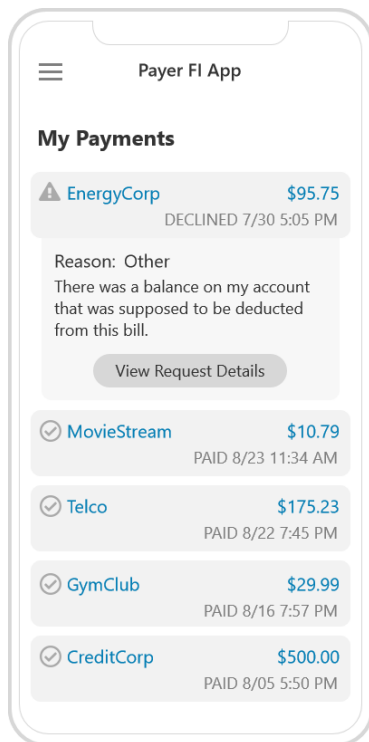 Payer FI App
My Payments
EnergyCorp $95.75
DECLINED 7/30 5:05 PM
Reason: Other
There was a balance on my account
that was supposed to be deducted
from this bill.
View Request Details
MovieStream $10.79
PAID 8/23 11:34 AM
Telco $175.23
PAID 8/22 7:45 PM
GymClub $29.99
PAID 8/16 7:57 PM
CreditCorp $500.00
PAID 8/05 5:50 PM